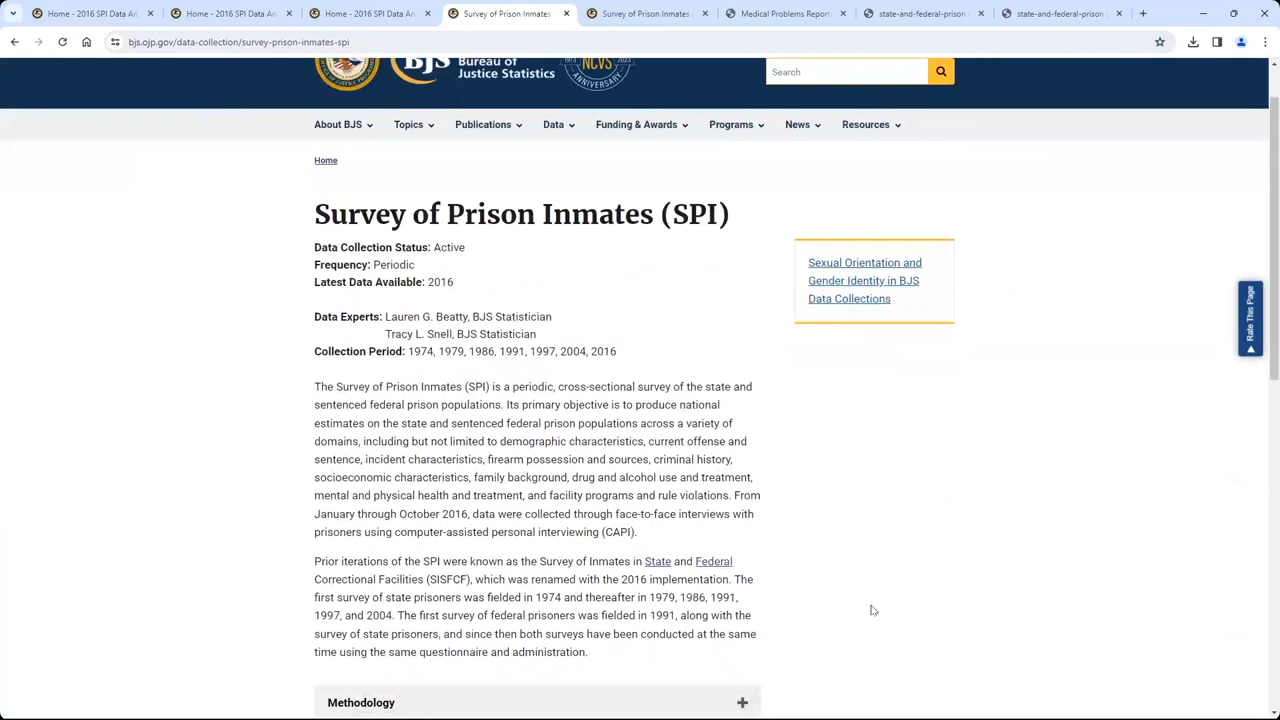 Home - 2016 SPI Data An
Home - 2016 SPI Data An
Home - 2016 SPI Data An
Survey of Prison Inmates
Survey of Prison Inmates
Medical Problems Report
state-and-federal-prison
state-and-federal-prison
bjs.ojp.gov/data-collection/survey-prison-inmates-spi
BJS
Bureau of
Justice Statistics
NCVS
ANNIVERSARY
Search
About BJS
Topics
Publications
Data
Funding & Awards
Programs
News
Resources
Home
Survey of Prison Inmates (SPI)
Data Collection Status: Active
Frequency: Periodic
Latest Data Available: 2016
Data Experts: Lauren G. Beatty, BJS Statistician
Tracy L. Snell, BJS Statistician
Collection Period: 1974, 1979, 1986, 1991, 1997, 2004, 2016
The Survey of Prison Inmates (SPI) is a periodic, cross-sectional survey of the state and
sentenced federal prison populations. Its primary objective is to produce national
estimates on the state and sentenced federal prison populations across a variety of
domains, including but not limited to demographic characteristics, current offense and
sentence, incident characteristics, firearm possession and sources, criminal history,
socioeconomic characteristics, family background, drug and alcohol use and treatment,
mental and physical health and treatment, and facility programs and rule violations. From
January through October 2016, data were collected through face-to-face interviews with
prisoners using computer-assisted personal interviewing (CAPI).
Prior iterations of the SPI were known as the Survey of Inmates in State and Federal
Correctional Facilities (SISFCF), which was renamed with the 2016 implementation. The
first survey of state prisoners was fielded in 1974 and thereafter in 1979, 1986, 1991,
1997, and 2004. The first survey of federal prisoners was fielded in 1991, along with the
survey of state prisoners, and since then both surveys have been conducted at the same
time using the same questionnaire and administration.
Methodology
Sexual Orientation and
Gender Identity in BJS
Data Collections
Rate This Page